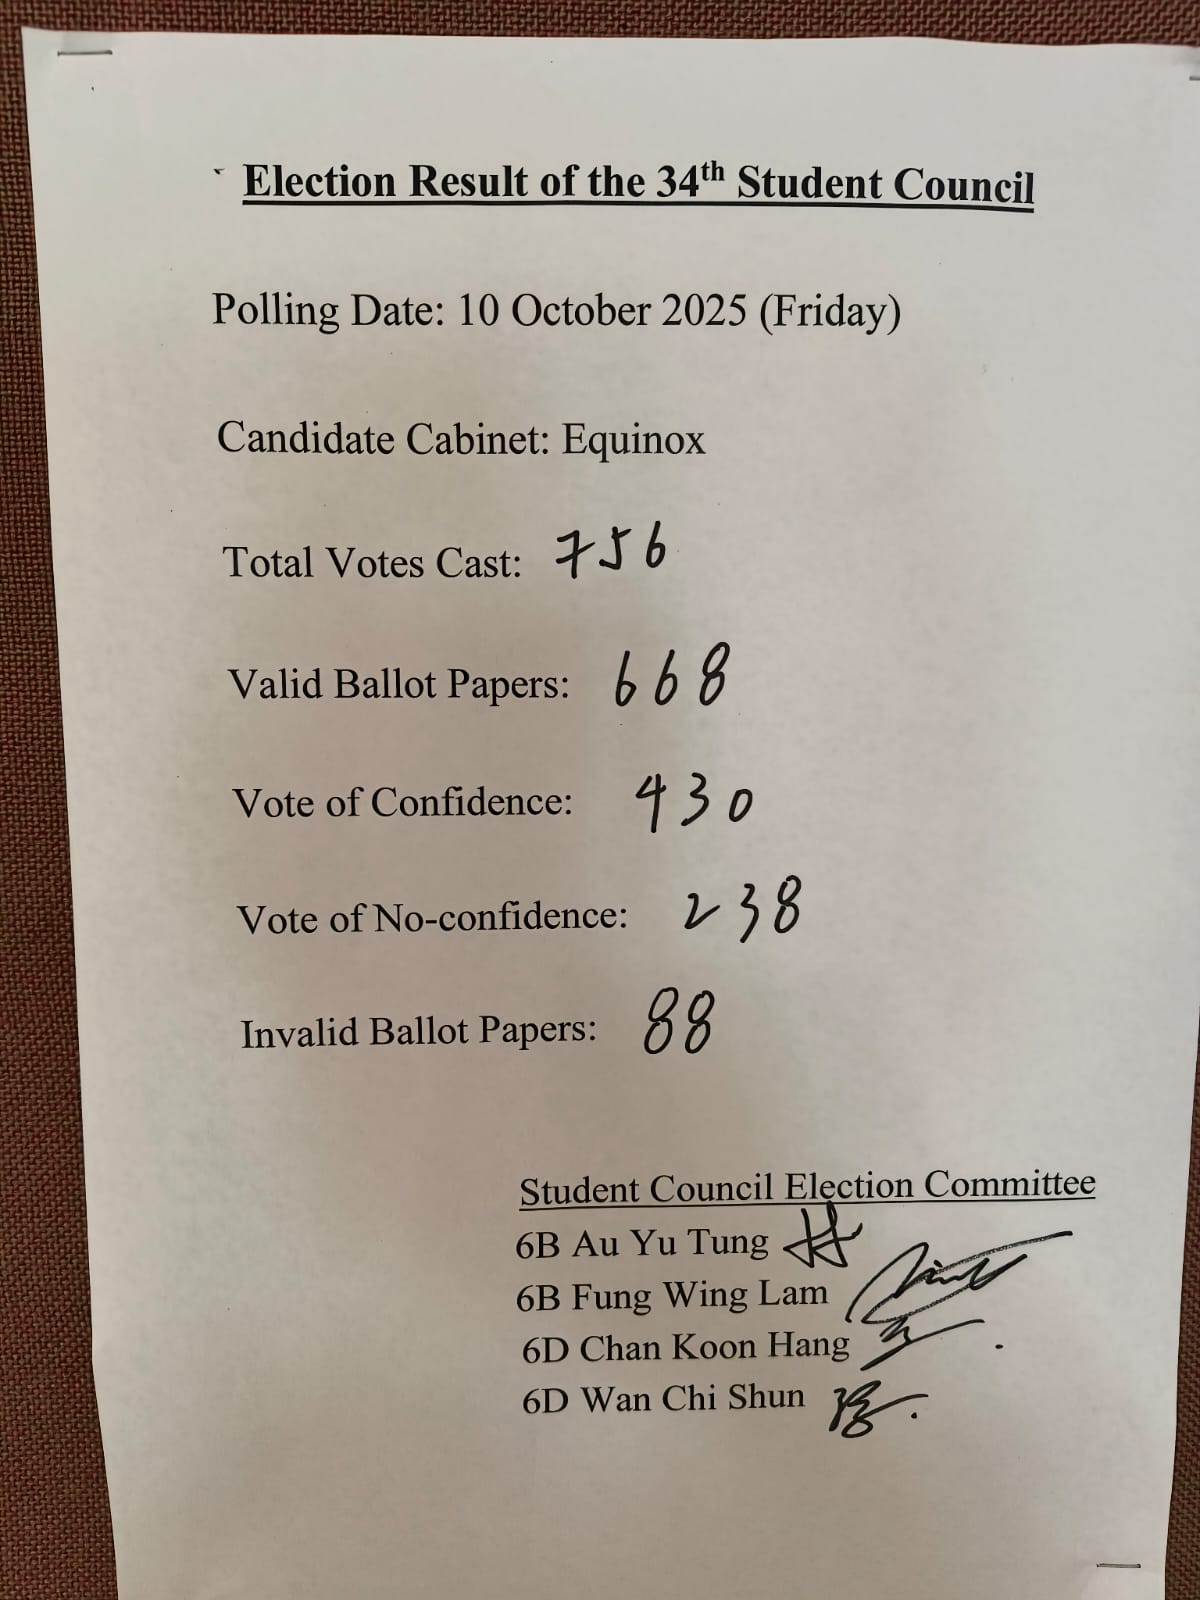 Election Result of the 34th Student Council
Polling Date: 10 October 2025 (Friday)
Candidate Cabinet: Equinox
Total Votes Cast: 756
Valid Ballot Papers: 668
Vote of Confidence: 430
Vote of No-confidence: 238
Invalid Ballot Papers: 88
Student Council Election Committee
6B Au Yu Tung
6B Fung Wing Lam
6D Chan Koon Hang
6D Wan Chi Shun